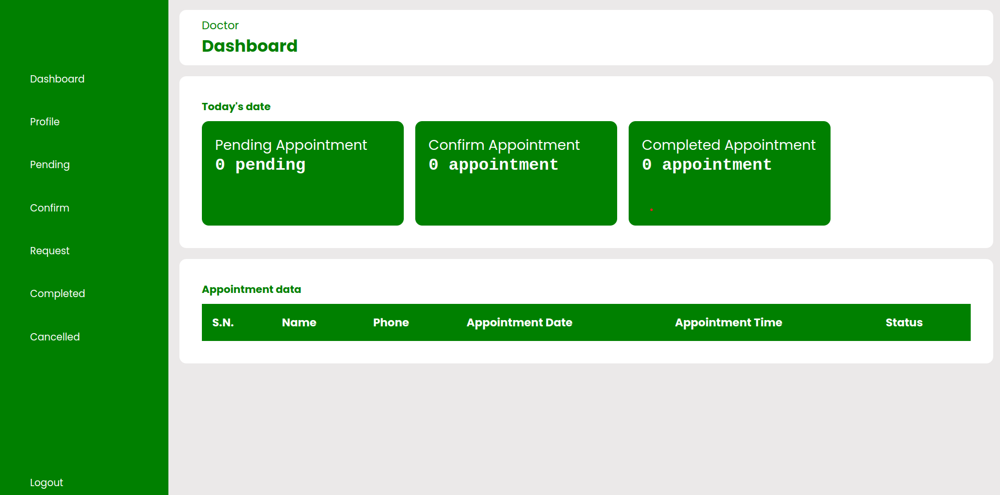 Dashboard
Profile
Pending
Confirm
Request
Completed
Cancelled
Logout
Doctor
Dashboard
Today's date
Pending Appointment
0 pending
Confirm Appointment
0 appointment
Completed Appointment
0 appointment
Appointment data
S.N. Name Phone Appointment Date Appointment Time Status